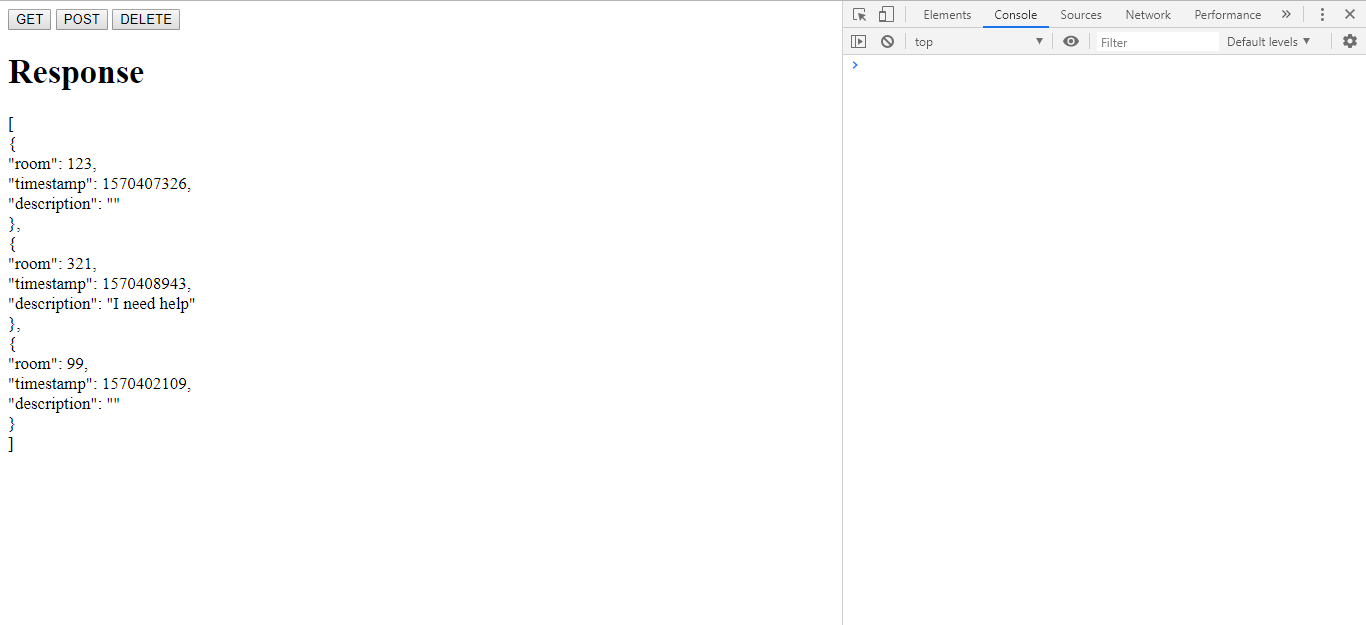 GET POST DELETE
Response
[
{
"room": 123,
"timestamp": 1570407326,
"description": ""
},
{
"room": 321,
"timestamp": 1570408943,
"description": "I need help"
},
{
"room": 99,
"timestamp": 1570402109,
"description": ""
}
]
Elements Console Sources Network Performance
top Filter Default levels